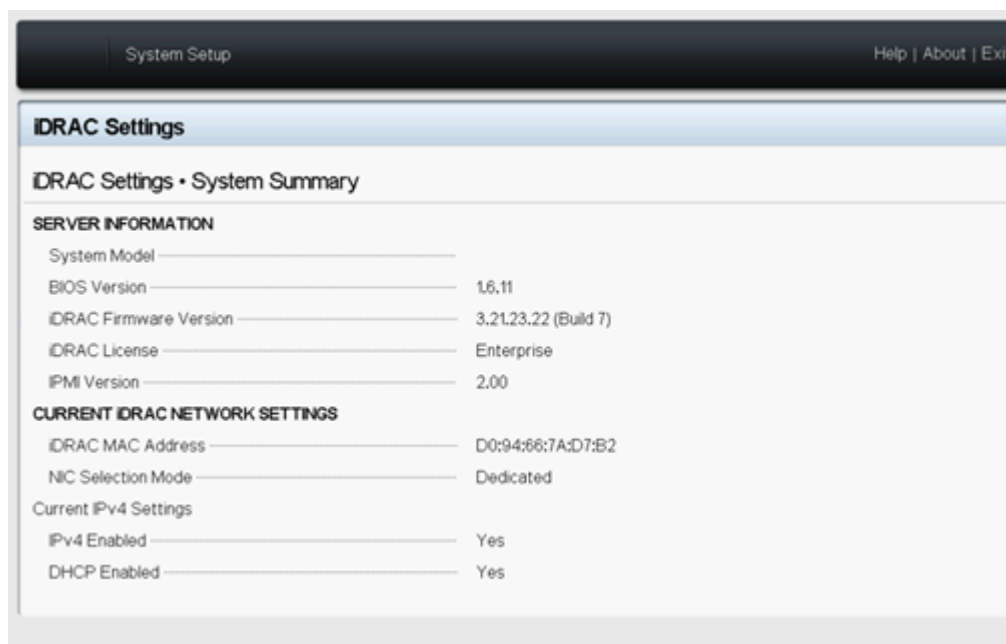 System Setup
Help | About | Exi
iDRAC Settings
iDRAC Settings • System Summary
SERVER INFORMATION
System Model
BIOS Version 1.6.11
iDRAC Firmware Version 3.21.23.22 (Build 7)
iDRAC License Enterprise
IPMI Version 2.00
CURRENT iDRAC NETWORK SETTINGS
iDRAC MAC Address D0:94:66:7A:D7:B2
NIC Selection Mode Dedicated
Current IPv4 Settings
IPv4 Enabled Yes
DHCP Enabled Yes